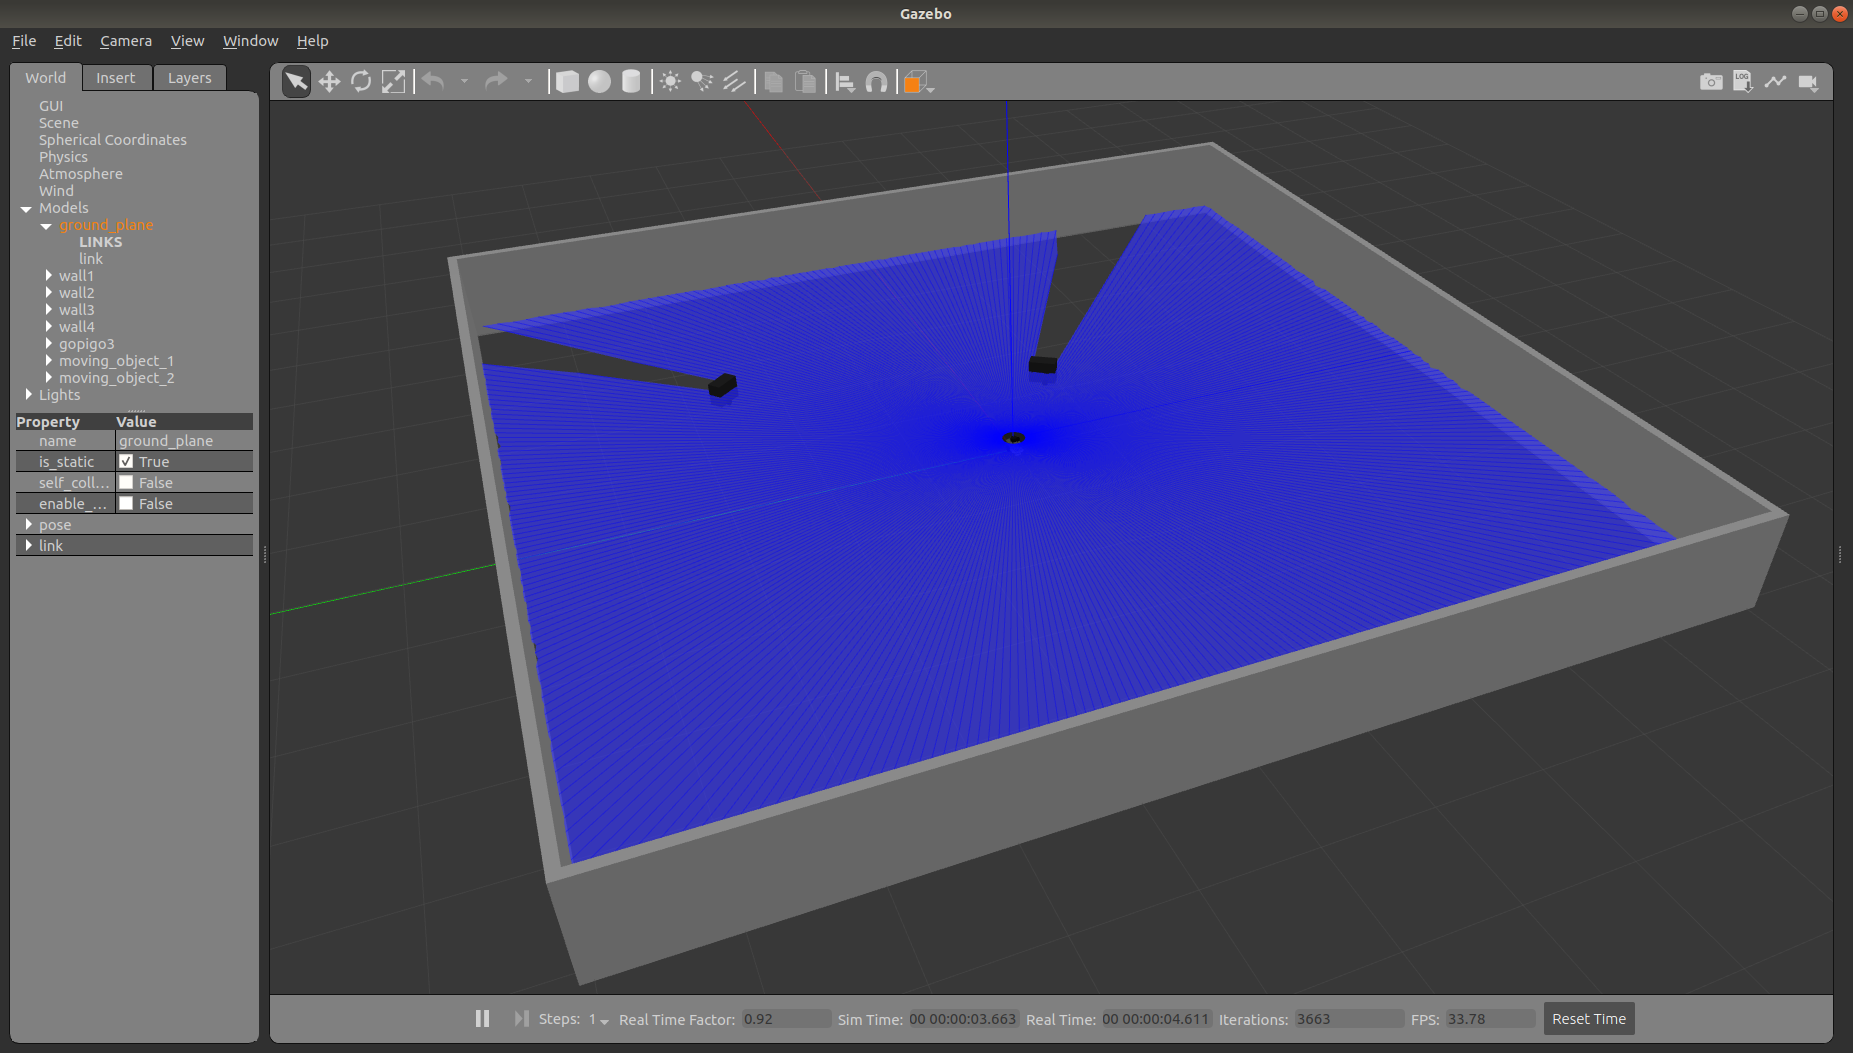 Gazebo
File Edit Camera View Window Help
World Insert Layers
LOG
GUI
Scene
Spherical Coordinates
Physics
Atmosphere
Wind
Models
ground_plane
LINKS
link
wall1
wall2
wall3
wall4
gopigo3
moving_object_1
moving_object_2
Lights
Property Value
name ground_plane
is_static True
self_coll... False
enable_... False
pose
link
Steps: 1 Real Time Factor: 0.92 Sim Time: 00 00:00:03.663 Real Time: 00 00:00:04.611 Iterations: 3663 FPS: 33.78 Reset Time